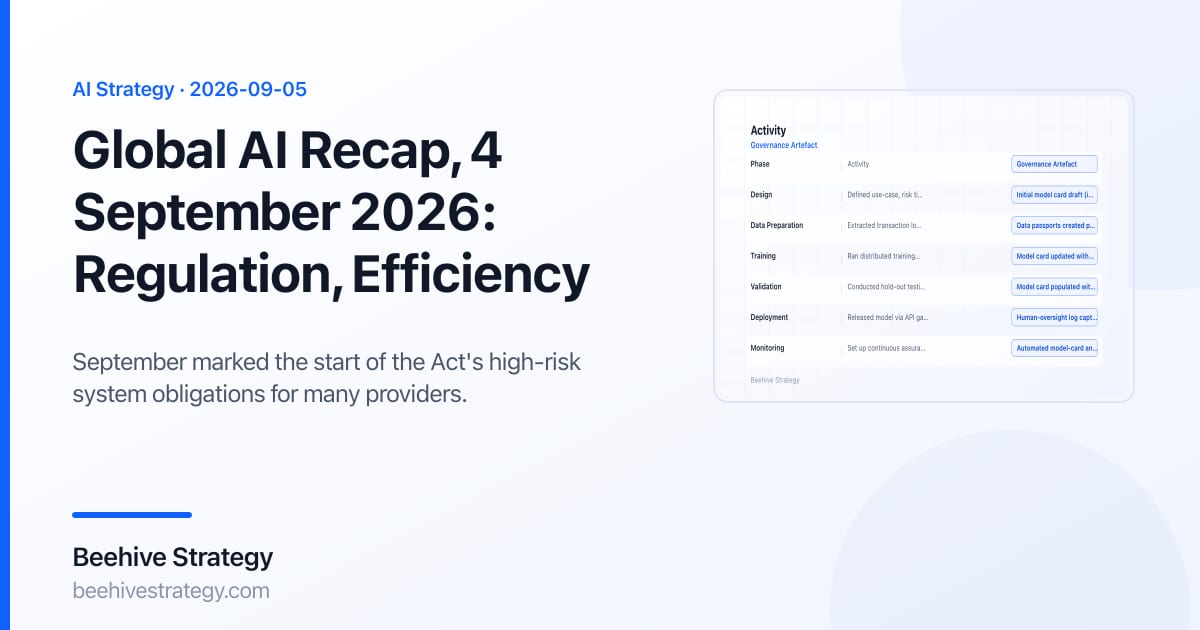 AI Strategy · 2026-09-05
Global AI Recap, 4
September 2026:
Regulation, Efficiency
September marked the start of the Act's high-risk
system obligations for many providers.
Beehive Strategy
beehivestrategy.com
Activity
Governance Artefact
Phase Activity Governance Artefact
Design Defined use-case, risk ti... Initial model card draft (i...
Data Preparation Extracted transaction lo... Data passports created p...
Training Ran distributed training... Model card updated with...
Validation Conducted hold-out testi... Model card populated wit...
Deployment Released model via API ga... Human-oversight log capt...
Monitoring Set up continuous assura... Automated model-card an...
Beehive Strategy